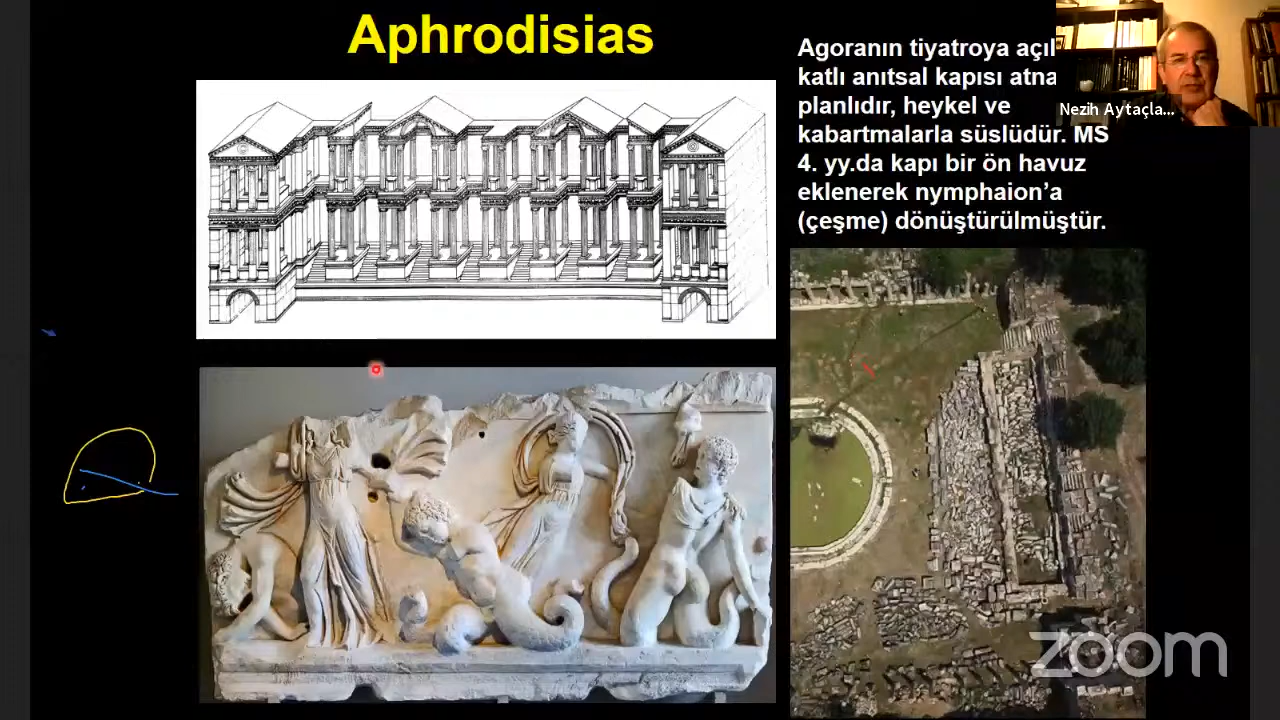 Aphrodisias
Agoranın tiyatroya açıl
katlı anıtsal kapısı atna
planlıdır, heykel ve
kabartmalarla süslüdür. MS
4. yy.da kapı bir ön havuz
eklenerek nymphaion’a
(çeşme) dönüştürülmüştür.
Nezih Aytaçla...
zoom